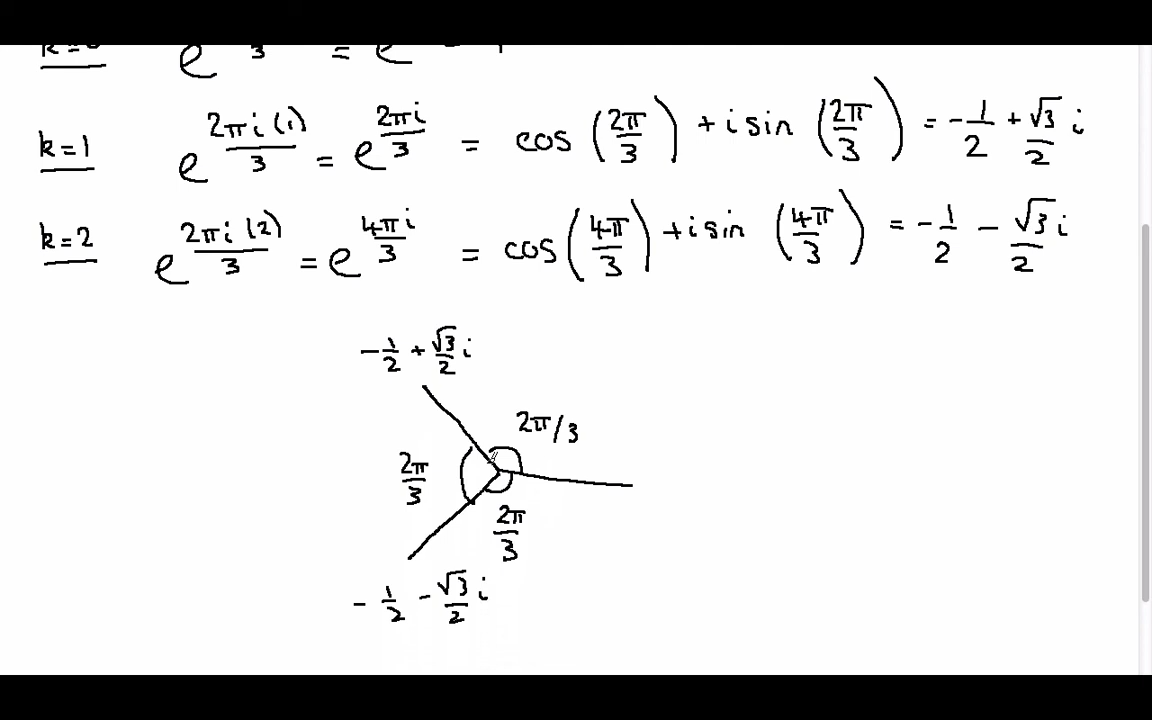 k=0 e 3 = e
k=1 e^(2πi(1)/3) = e^(2πi/3) = cos(2π/3) + i sin(2π/3) = -1/2 + √3/2 i
k=2 e^(2πi(2)/3) = e^(4πi/3) = cos(4π/3) + i sin(4π/3) = -1/2 - √3/2 i
-1/2 + √3/2 i
2π/3
2π/3
2π/3
-1/2 - √3/2 i